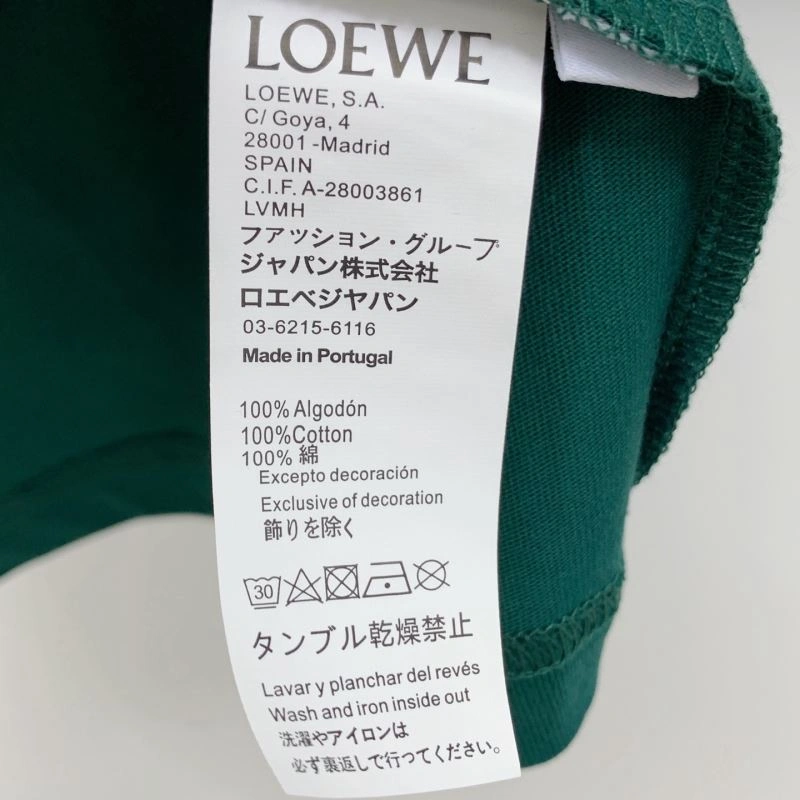 LOEWE
LOEWE, S.A.
C/ Goya, 4
28001 -Madrid
SPAIN
C.I.F. A-28003861
LVMH
ファッション・グループ
ジャパン株式会社
ロエベジヤパン
03-6215-6116
Made in Portugal
100% Algodón
100%Cotton
100% 綿
Excepto decoración
Exclusive of decoration
飾りを除く
30
タンブル乾燥禁止
Lavar y planchar del revés
Wash and iron inside out
洗濯やアイロンは
必ず裏返しで行つてください。